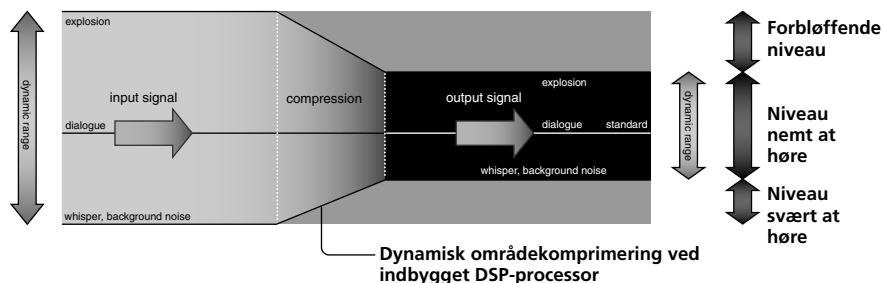 explosion
dynamic range
input signal
compression
output signal
explosion
dialogue
dialogue
standard
whisper, background noise
whisper, background noise
dynamic range
Forbløffende
niveau
Niveau
nemt at
høre
Niveau
svært at
høre
Dynamisk områdekomprimering ved
indbygget DSP-processor